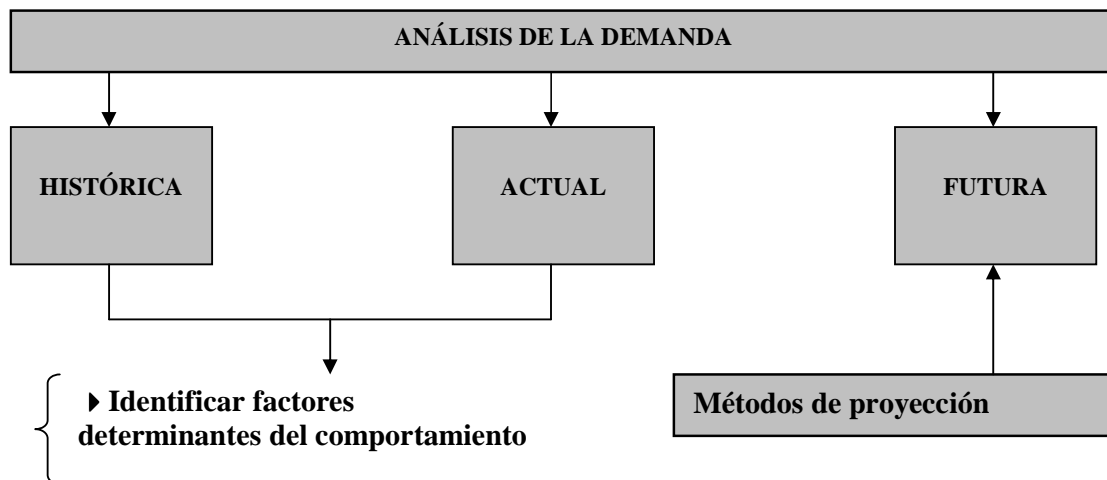 ANÁLISIS DE LA DEMANDA
HISTÓRICA
ACTUAL
FUTURA
Identificar factores
determinantes del comportamiento
Métodos de proyección